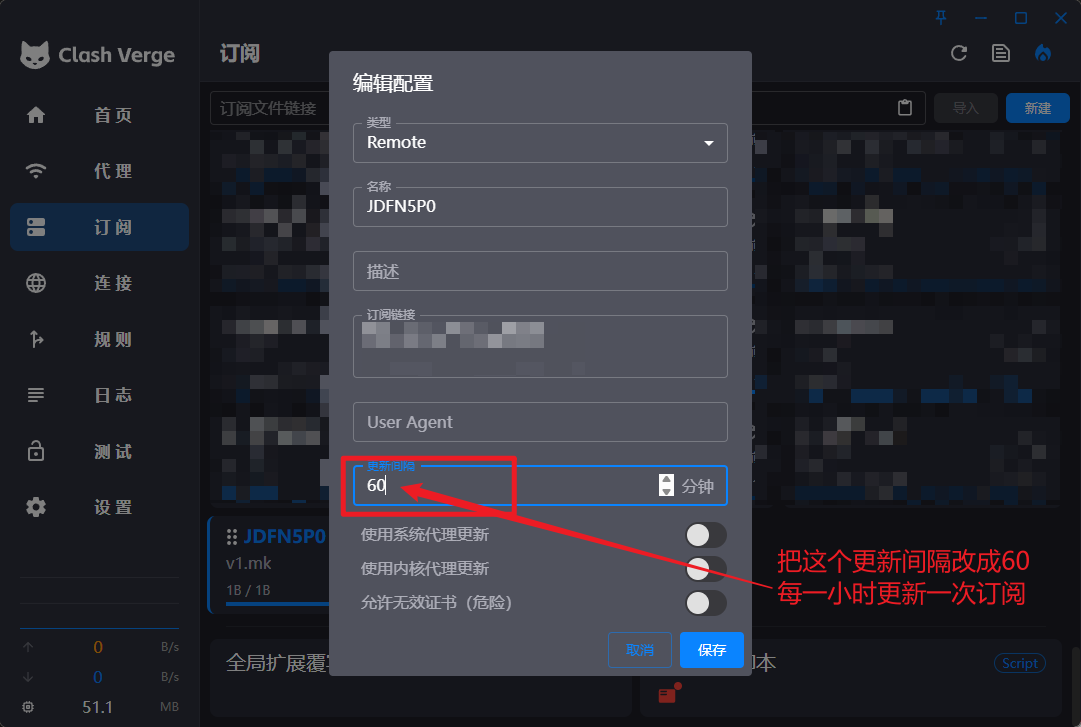 Clash Verge
首页
代理
订阅
连接
规则
日志
测试
设置
0 B/s
0 B/s
51.1 MB
订阅
订阅文件链接
导入
新建
编辑配置
类型
Remote
名称
JDFN5P0
描述
订阅链接
User Agent
更新间隔
60
分钟
使用系统代理更新
使用内核代理更新
允许无效证书（危险）
取消
保存
JDFN5P0
v1.mk
1B / 1B
全局扩展覆
本
Script
把这个更新间隔改成60
每一小时更新一次订阅